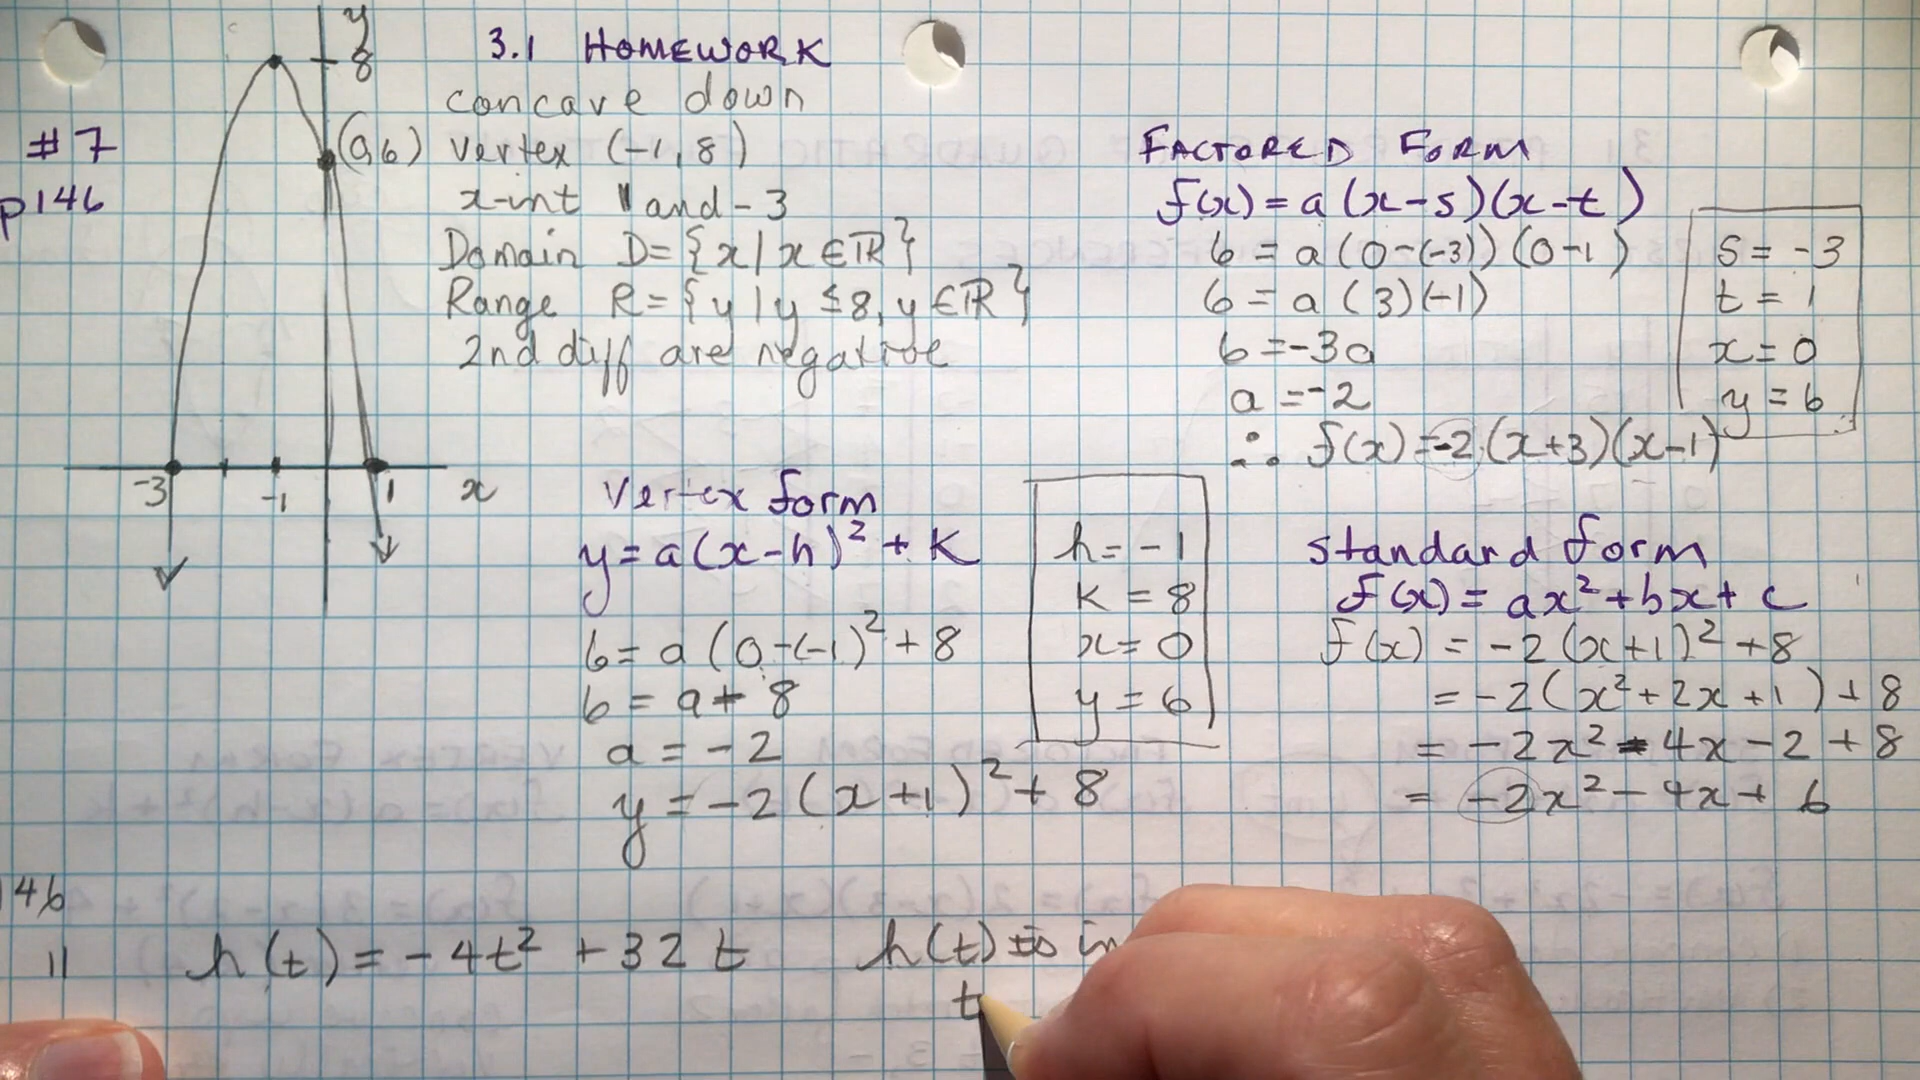 3.1 HOMEWORK
y
8
concave down
#7
p146
(0,6)
vertex (-1,8)
x-int 1 and -3
Domain D={x|x∈ℝ}
Range R={y|y≤8, y∈ℝ}
2nd diff are negative
-3
-1
1
x
FACTORED FORM
f(x)=a(x-s)(x-t)
6=a(0-(-3))(0-1)
6=a(3)(-1)
6=-3a
a=-2
∴ f(x)=-2(x+3)(x-1)
s=-3
t=1
x=0
y=6
vertex form
y=a(x-h)²+K
6=a(0-(-1)²+8
6=a+8
a=-2
y=-2(x+1)²+8
h=-1
K=8
x=0
y=6
standard form
f(x)=ax²+bx+c
f(x)=-2(x+1)²+8
=-2(x²+2x+1)+8
=-2x²-4x-2+8
=-2x²-4x+6
146
11
h(t)=-4t²+32t
h(t) is in
t